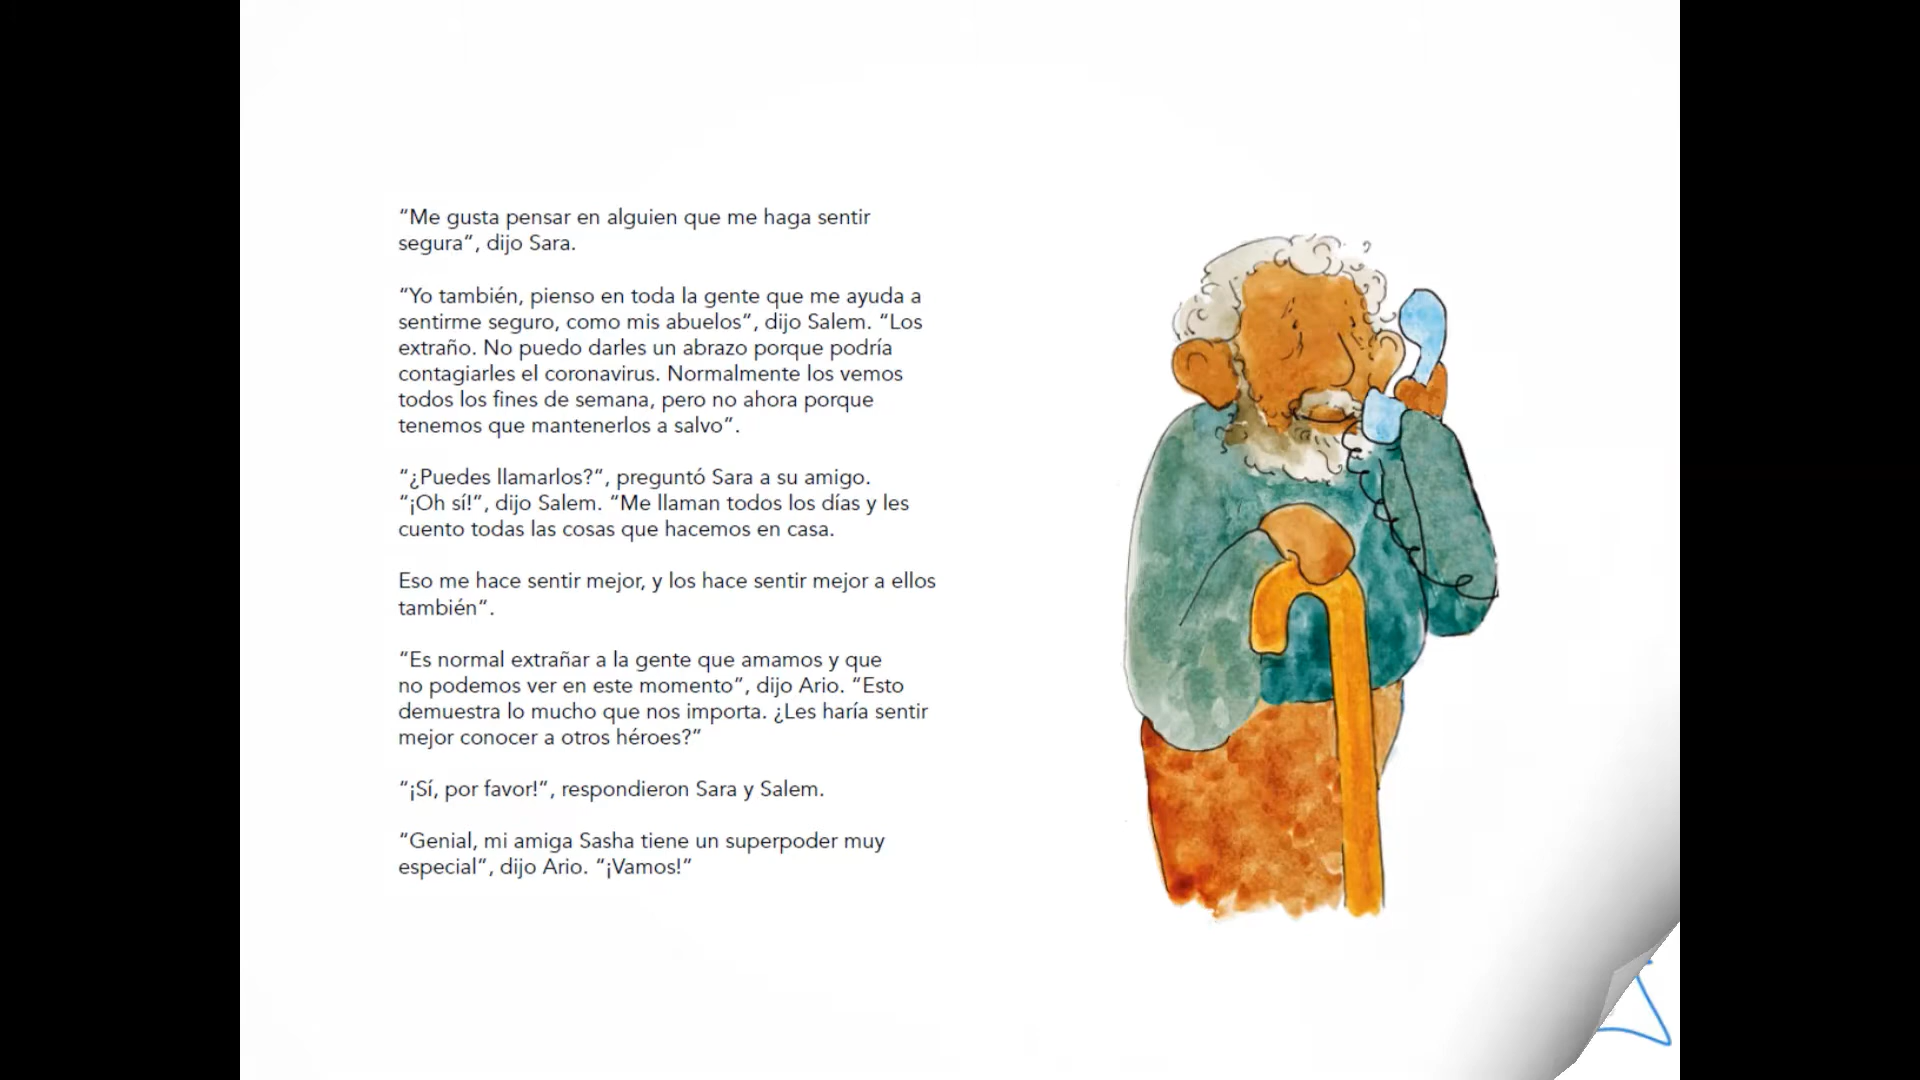 “Me gusta pensar en alguien que me haga sentir
segura”, dijo Sara.
“Yo también, pienso en toda la gente que me ayuda a
sentirme seguro, como mis abuelos”, dijo Salem. “Los
extraño. No puedo darles un abrazo porque podría
contagiarles el coronavirus. Normalmente los vemos
todos los fines de semana, pero no ahora porque
tenemos que mantenerlos a salvo”.
“¿Puedes llamarlos?”, preguntó Sara a su amigo.
“¡Oh sí!”, dijo Salem. “Me llaman todos los días y les
cuento todas las cosas que hacemos en casa.
Eso me hace sentir mejor, y los hace sentir mejor a ellos
también”.
“Es normal extrañar a la gente que amamos y que
no podemos ver en este momento”, dijo Ario. “Esto
demuestra lo mucho que nos importa. ¿Les haría sentir
mejor conocer a otros héroes?”
“¡Sí, por favor!”, respondieron Sara y Salem.
“Genial, mi amiga Sasha tiene un superpoder muy
especial”, dijo Ario. “¡Vamos!”